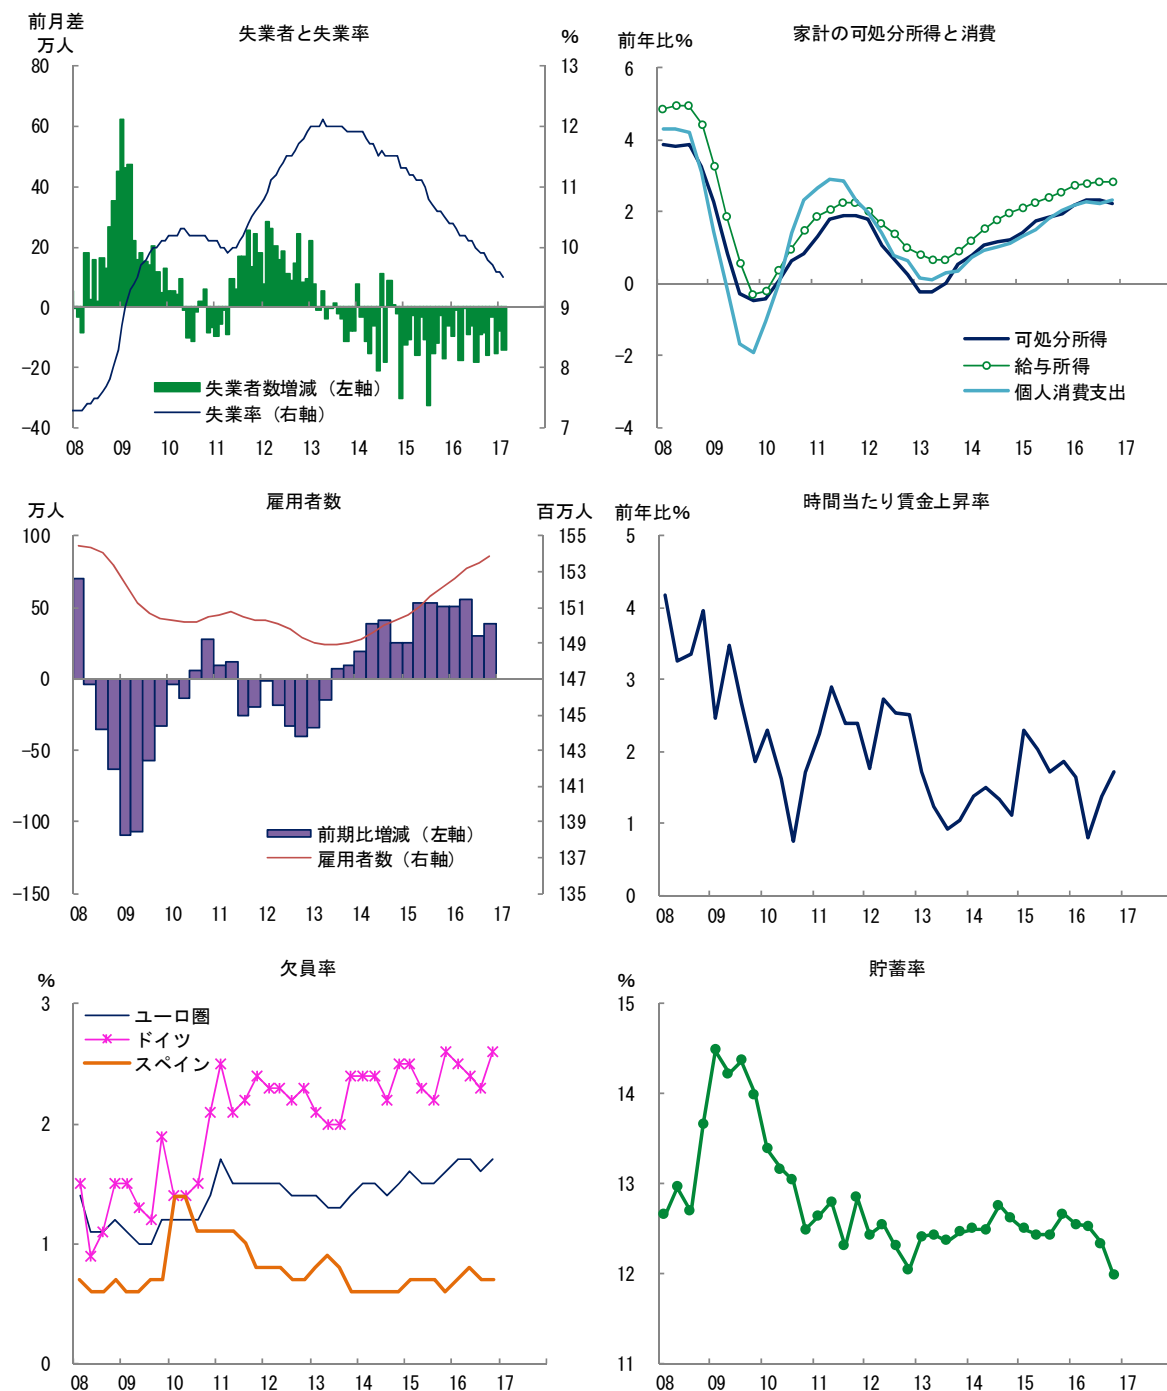 失業者と失業率
前月差
万人
%
80
60
40
20
0
-20
-40
13
12
11
10
9
8
7
失業者数増減（左軸）
失業率（右軸）
08 09 10 11 12 13 14 15 16 17
家計の可処分所得と消費
前年比%
6
4
2
0
-2
-4
可処分所得
給与所得
個人消費支出
08 09 10 11 12 13 14 15 16 17
雇用者数
万人
百万人
100
50
0
-50
-100
-150
155
153
151
149
147
145
143
141
139
137
135
前期比増減（左軸）
雇用者数（右軸）
08 09 10 11 12 13 14 15 16 17
時間当たり賃金上昇率
前年比%
5
4
3
2
1
0
08 09 10 11 12 13 14 15 16 17
欠員率
%
3
2
1
0
ユーロ圏
ドイツ
スペイン
08 09 10 11 12 13 14 15 16 17
貯蓄率
%
15
14
13
12
11
08 09 10 11 12 13 14 15 16 17